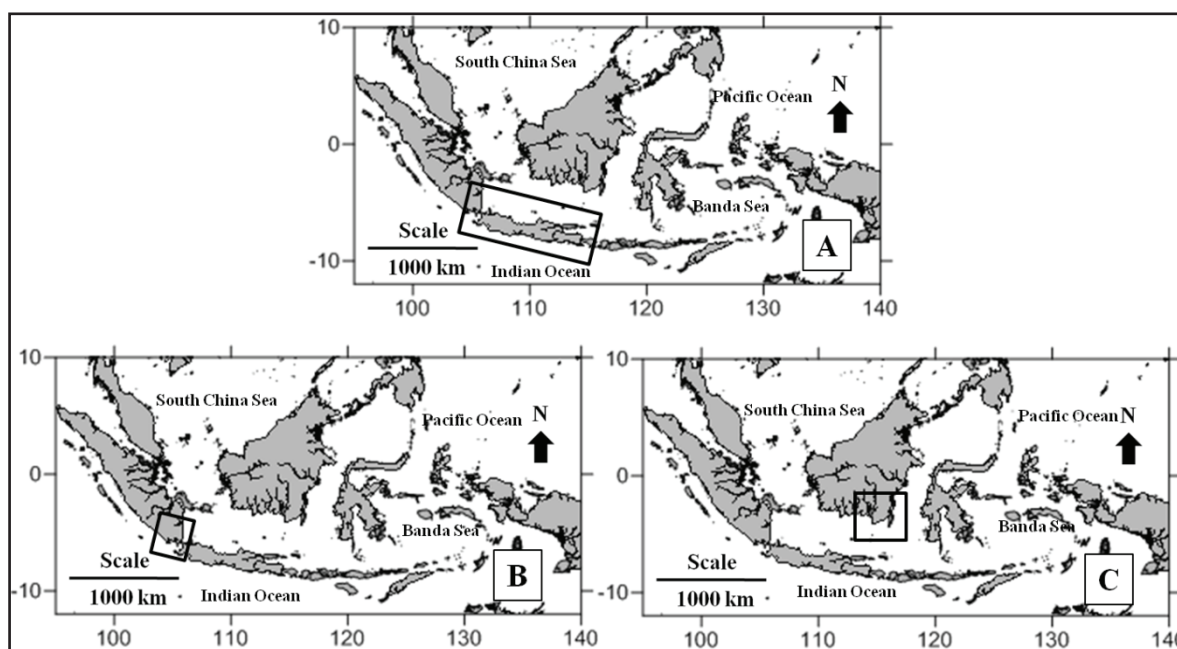 10
South China Sea
N
Pacific Ocean
0
Banda Sea
Scale
A
1000 km
-10
Indian Ocean
100 110 120 130 140
10
South China Sea
N
Pacific Ocean
0
Banda Sea
Scale
B
1000 km
-10
Indian Ocean
100 110 120 130 140
10
South China Sea
N
Pacific Ocean
0
Banda Sea
Scale
C
1000 km
-10
Indian Ocean
100 110 120 130 140